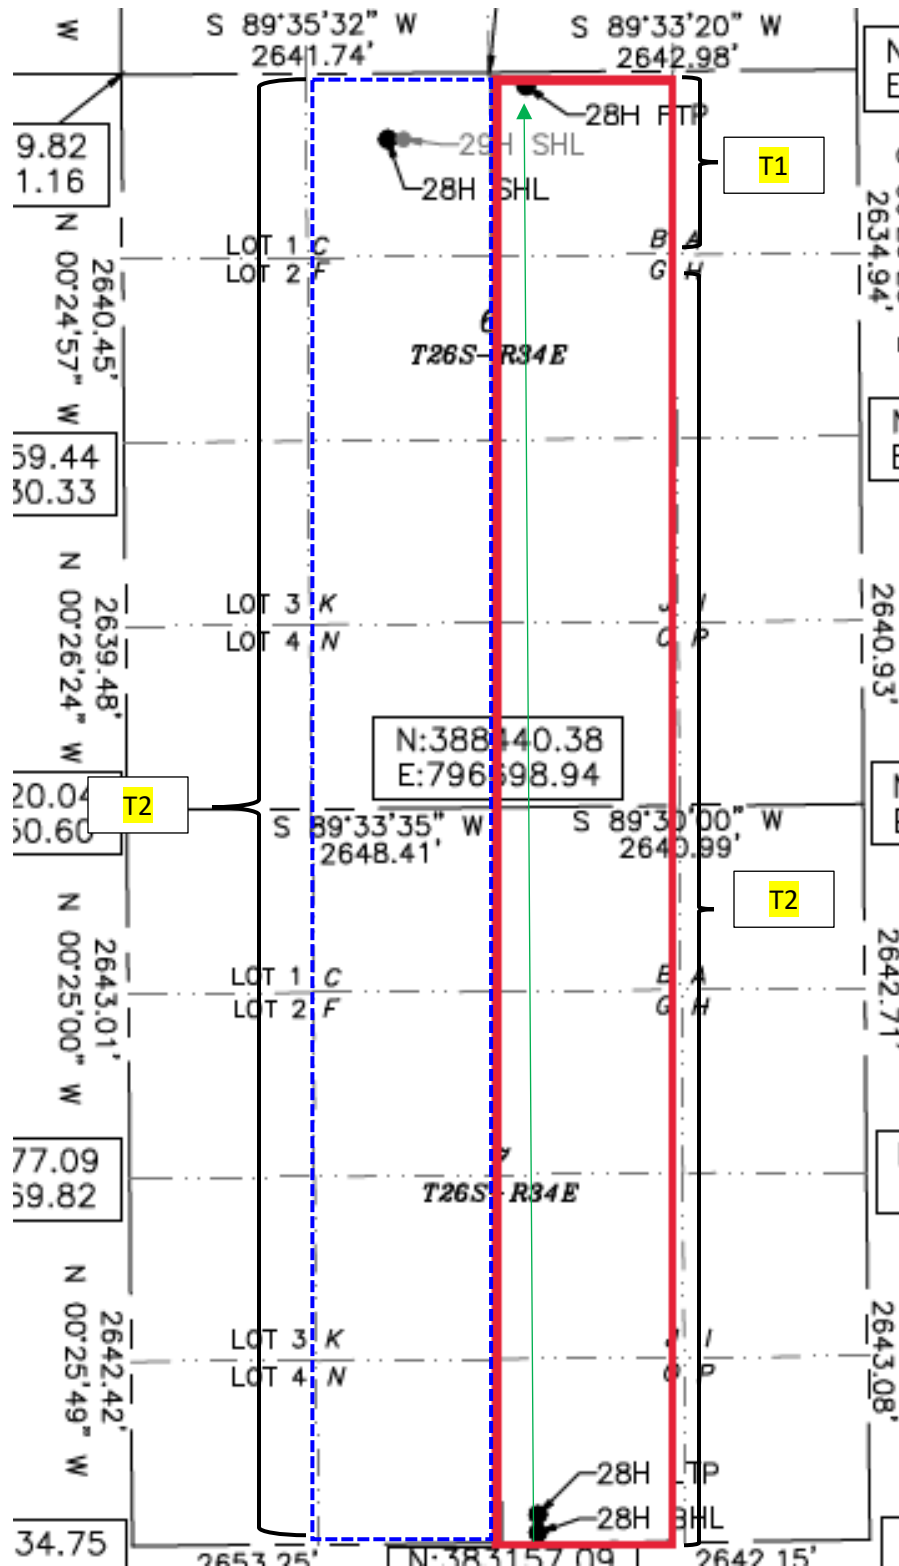 S 89°35'32" W
2641.74'
S 89°33'20" W
2642.98'
W
N
E
9.82
1.16
28H FTP
29H SHL
28H SHL
T1
2634.94'
LOT 1 C
LOT 2 F
B A
G H
N 00°24'57" W
2640.45'
6
T26S-R34E
59.44
30.33
LOT 3 K
LOT 4 N
J I
O P
N 00°26'24" W
2639.48'
2640.93'
N:388440.38
E:796698.94
20.04
50.60
T2
S 89°33'35" W
2648.41'
S 89°30'00" W
2640.99'
T2
LOT 1 C
LOT 2 F
B A
G H
N 00°25'00" W
2643.01'
2642.71'
77.09
59.82
T26S-R34E
LOT 3 K
LOT 4 N
J I
O P
N 00°25'49" W
2642.42'
2643.08'
28H LTP
28H BHL
34.75
2653.25'
N:383157.09
2642.15'